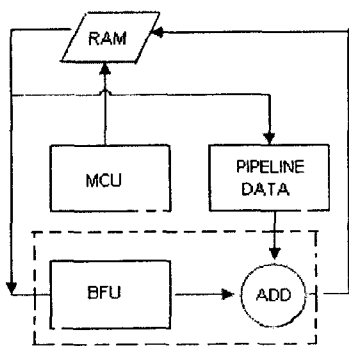 RAM
MCU
PIPELINE
DATA
BFU
ADD